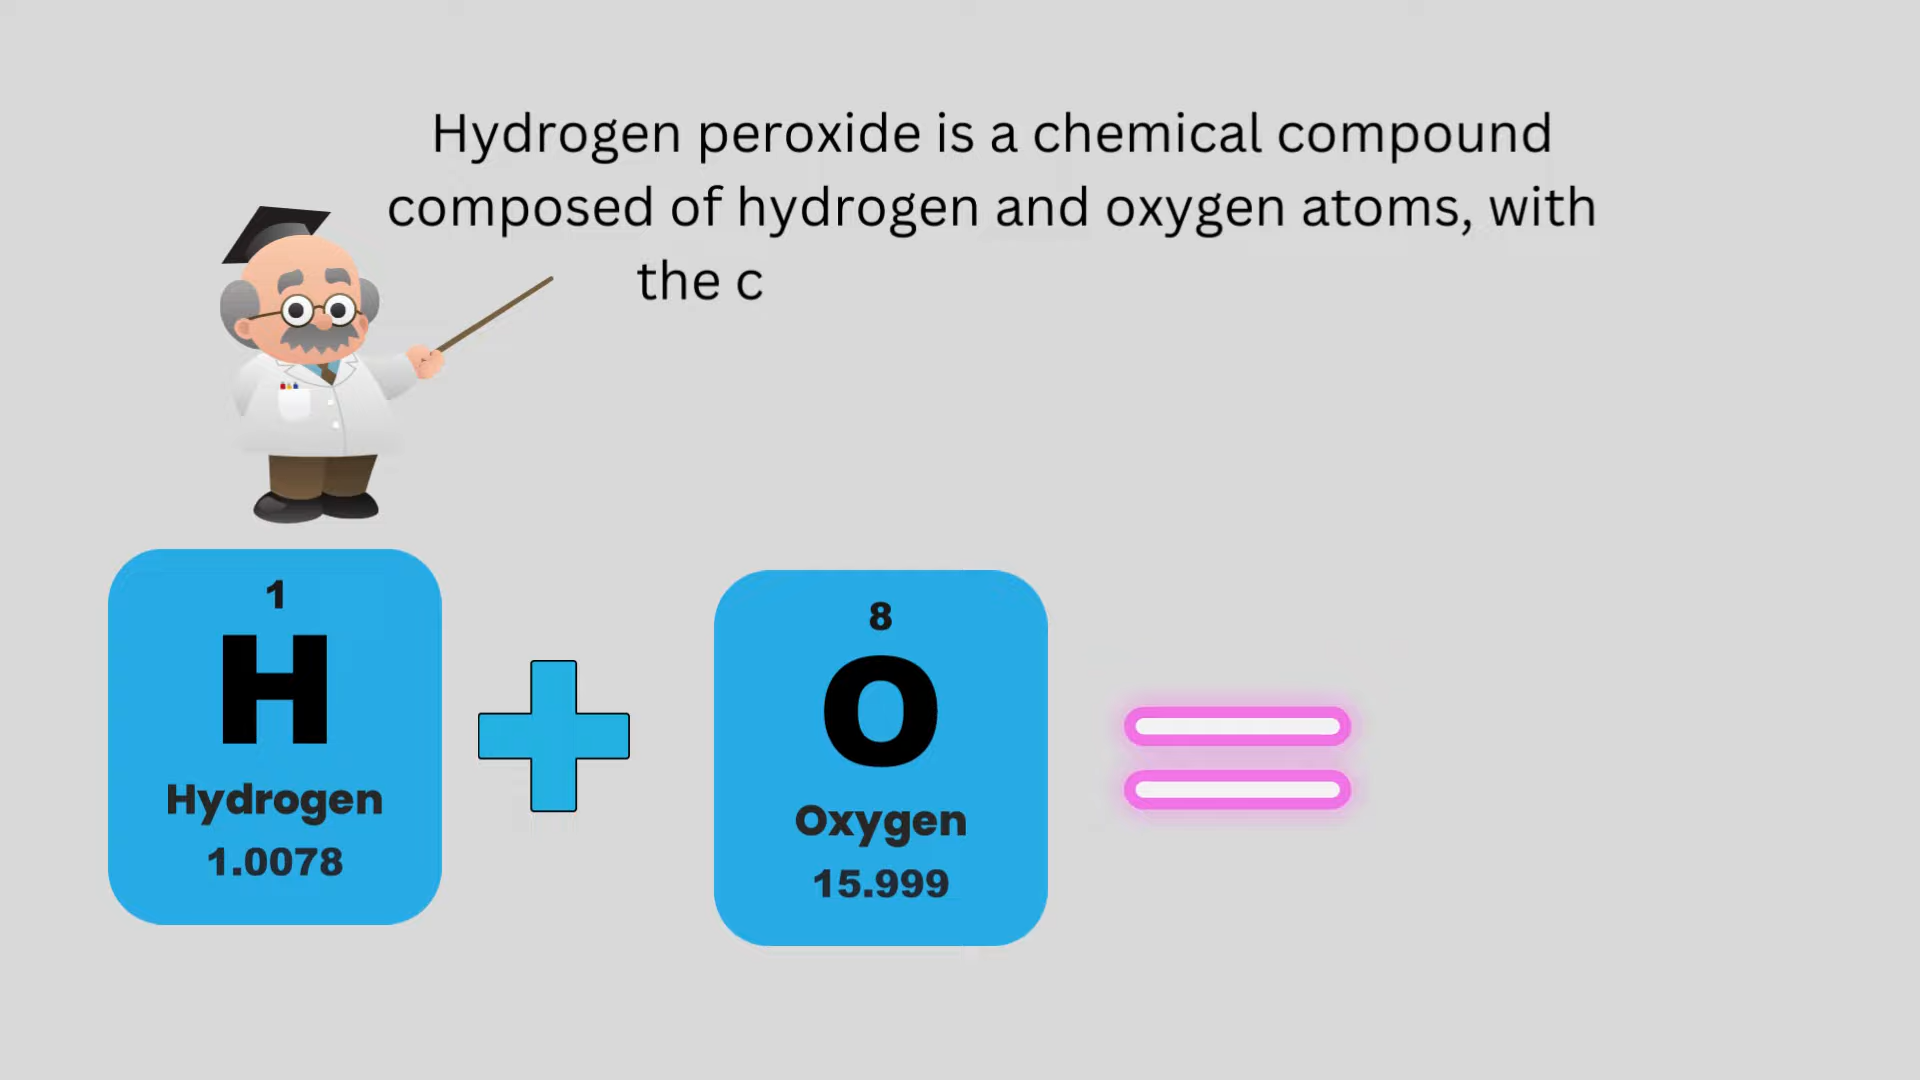 Hydrogen peroxide is a chemical compound
composed of hydrogen and oxygen atoms, with
the c
1
H
Hydrogen
1.0078
8
O
Oxygen
15.999